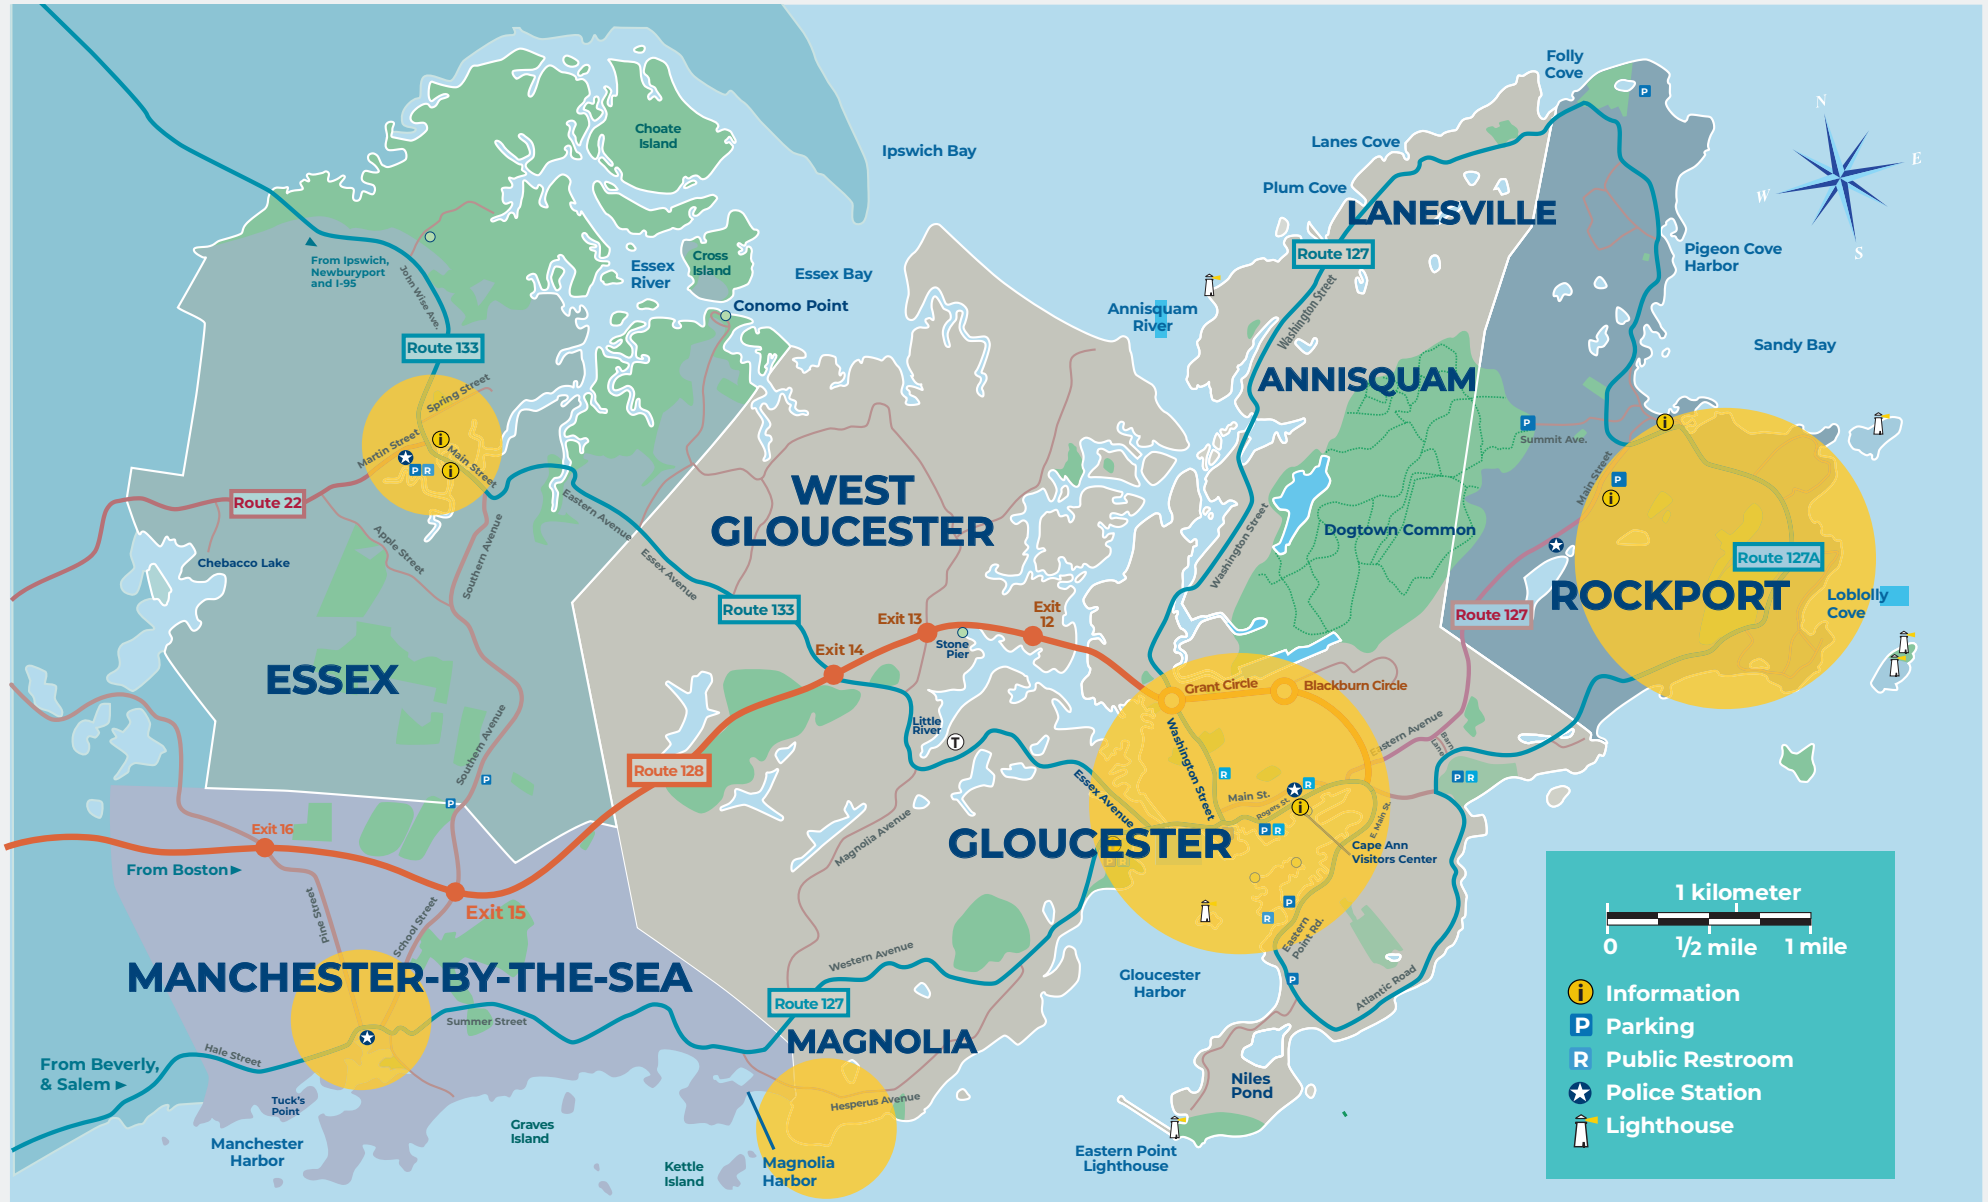 Folly
Cove
P
N
E
W
S
Choate
Island
Ipswich Bay
Lanes Cove
Plum Cove
LANESVILLE
Route 127
Pigeon Cove
Harbor
From Ipswich,
Newburyport
and I-95
John Wise Ave.
Essex
River
Cross
Island
Essex Bay
Conomo Point
Annisquam
River
Washington Street
Sandy Bay
Route 133
ANNISQUAM
Spring Street
Martin Street
Main Street
i
P R
i
P
Summit Ave.
i
Main Street
P
i
Route 22
Eastern Avenue
WEST
GLOUCESTER
Dogtown Common
Washington Street
Apple Street
Southern Avenue
Chebacco Lake
Essex Avenue
Route 127A
ROCKPORT
Loblolly
Cove
Route 133
Exit 13
Exit
12
Route 127
Stone
Pier
Exit 14
ESSEX
Grant Circle
Blackburn Circle
Little
River
T
Southern Avenue
Washington Street
Eastern Avenue
Barn
Lane
Route 128
P
P
Essex Avenue
R
R
P R
Main St.
Rogers St.
i
E. Main St.
P R
Exit 16
Magnolia Avenue
GLOUCESTER
Cape Ann
Visitors Center
From Boston
Pine Street
School Street
Exit 15
P
R
Eastern
Point Rd.
P
Western Avenue
MANCHESTER-BY-THE-SEA
Gloucester
Harbor
Atlantic Road
Route 127
Summer Street
MAGNOLIA
Hale Street
From Beverly,
& Salem
Tuck's
Point
Hesperus Avenue
Niles
Pond
Manchester
Harbor
Graves
Island
Kettle
Island
Magnolia
Harbor
Eastern Point
Lighthouse
1 kilometer
0
1/2 mile
1 mile
i Information
P Parking
R Public Restroom
Police Station
Lighthouse